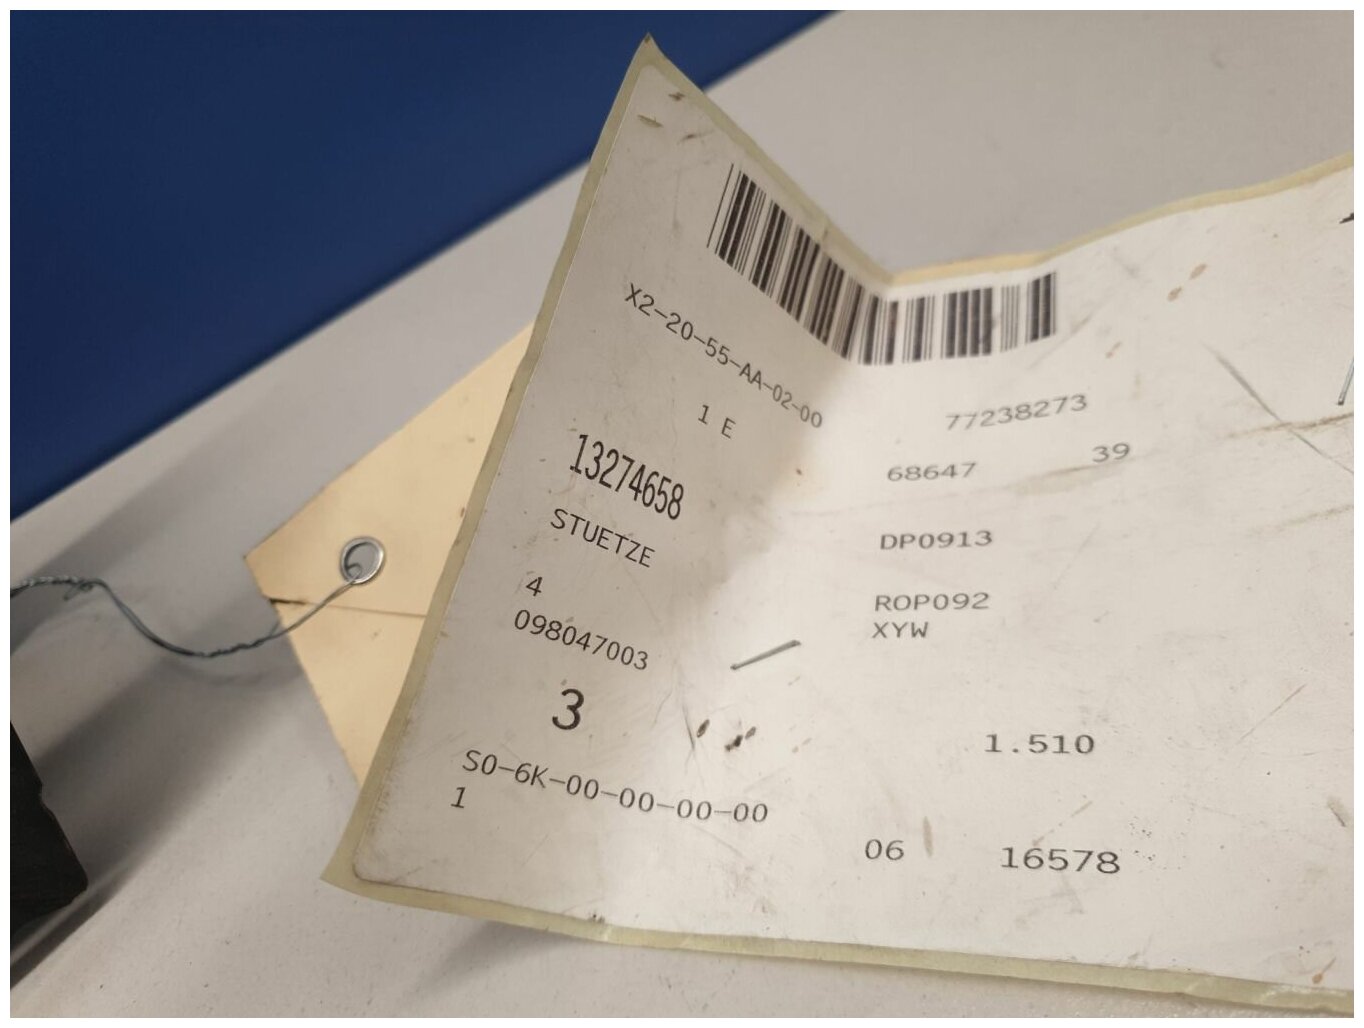 X2-20-55-AA-02-00
1 E 77238273
13274658 68647 39
STUETZE DP0913
4 ROP092
098047003 XYW
3
S0-6K-00-00-00-00 1.510
1 06 16578